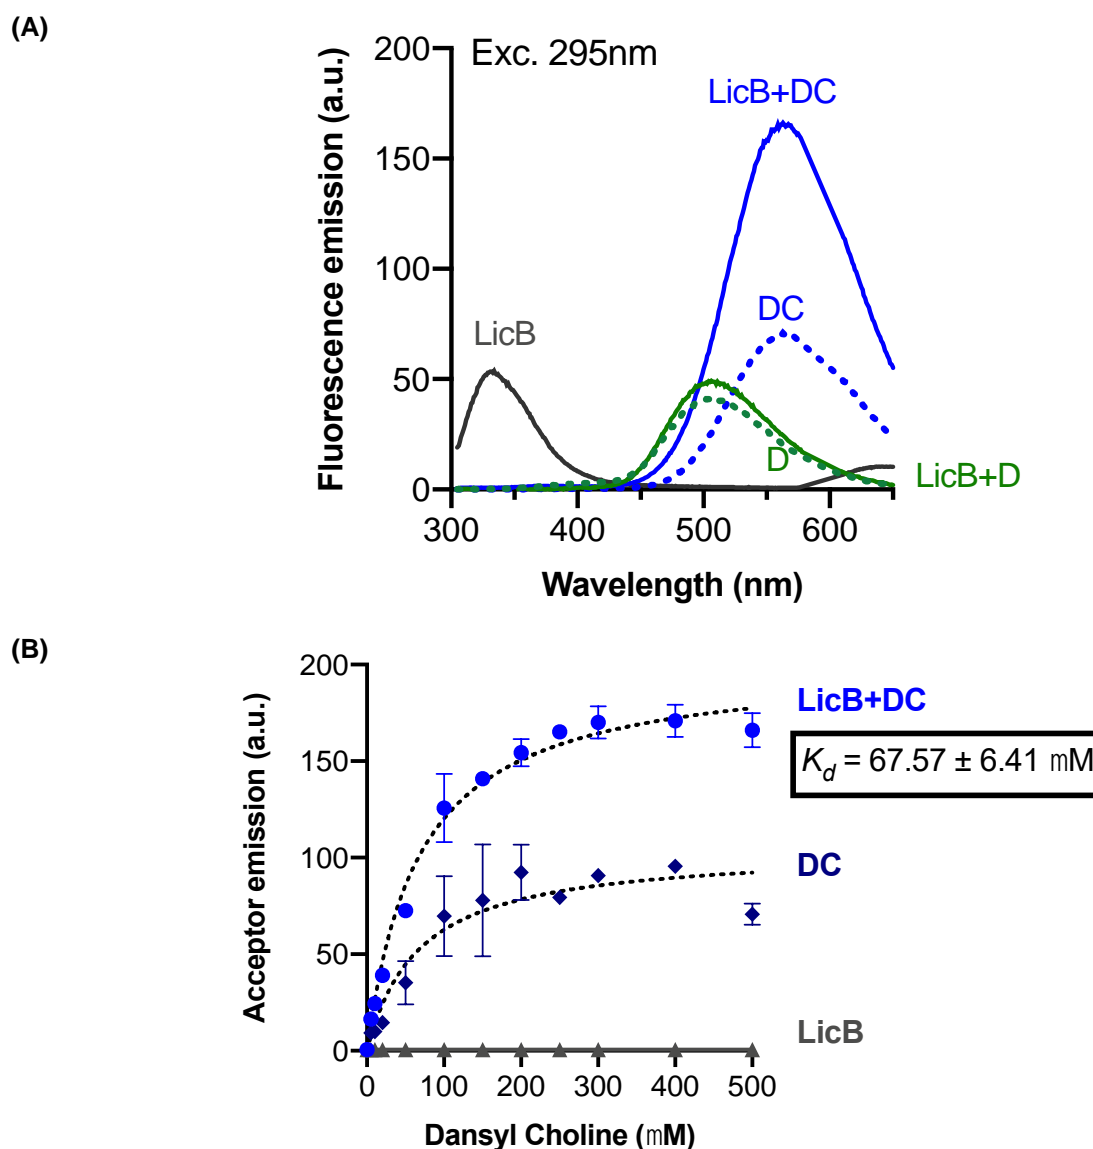 (A)
Exc. 295nm
Fluorescence emission (a.u.)
200
150
100
50
0
LicB+DC
DC
LicB
D
LicB+D
300
400
500
600
Wavelength (nm)
(B)
Acceptor emission (a.u.)
200
150
100
50
0
LicB+DC
Kd = 67.57 ± 6.41 mM
DC
LicB
0
100
200
300
400
500
Dansyl Choline (mM)